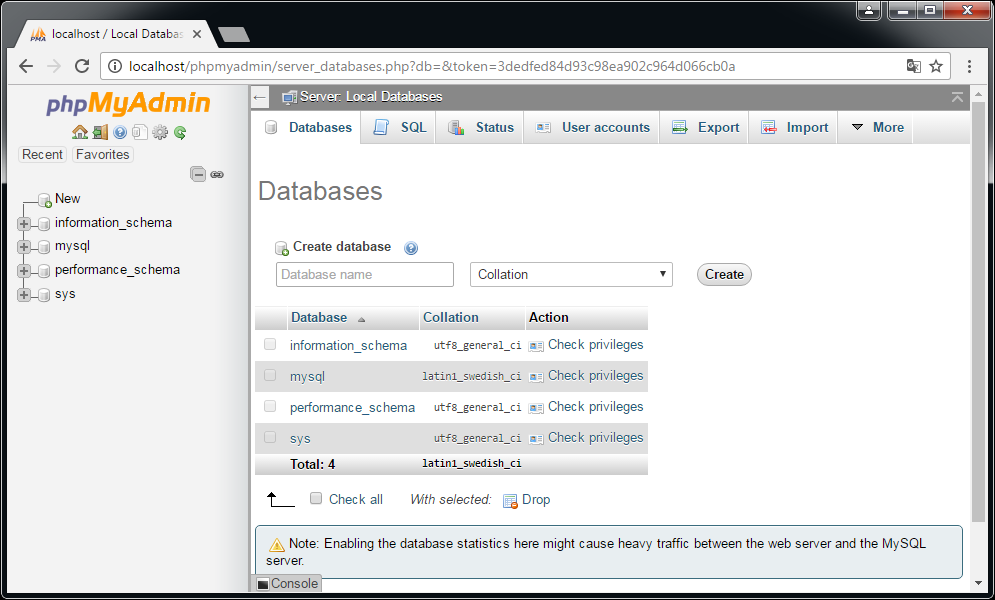 localhost / Local Databas
localhost/phpmyadmin/server_databases.php?db=&token=3dedfed84d93c98ea902c964d066cb0a
phpMyAdmin
Recent Favorites
New
information_schema
mysql
performance_schema
sys
Server: Local Databases
Databases SQL Status User accounts Export Import More
Databases
Create database
Database name Collation Create
Database Collation Action
information_schema utf8_general_ci Check privileges
mysql latin1_swedish_ci Check privileges
performance_schema utf8_general_ci Check privileges
sys utf8_general_ci Check privileges
Total: 4 latin1_swedish_ci
Check all With selected: Drop
Note: Enabling the database statistics here might cause heavy traffic between the web server and the MySQL
server.
Console